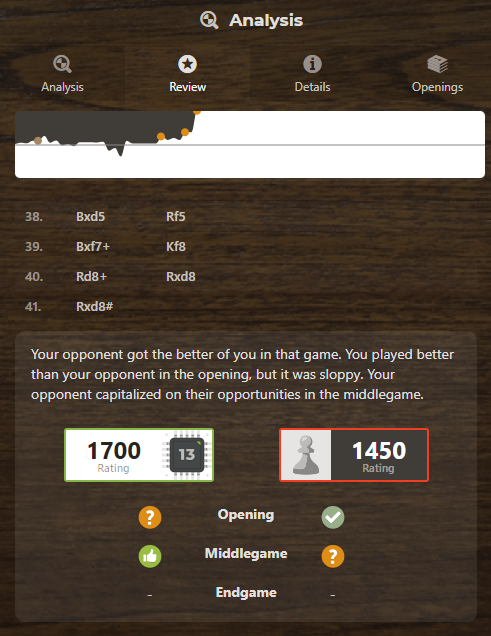 Analysis
Analysis Review Details Openings
38. Bxd5 Rf5
39. Bxf7+ Kf8
40. Rd8+ Rxd8
41. Rxd8#
Your opponent got the better of you in that game. You played better
than your opponent in the opening, but it was sloppy. Your
opponent capitalized on their opportunities in the middlegame.
1700 13 1450
Rating Rating
? Opening
Middlegame ?
- Endgame -